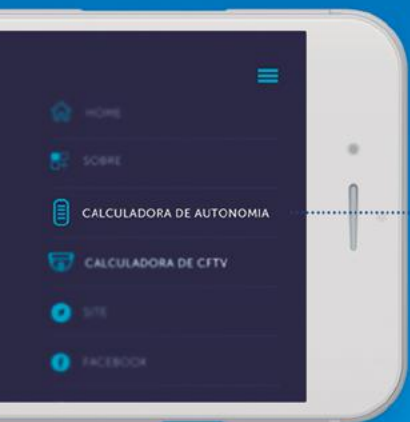 HOME
SOBRE
CALCULADORA DE AUTONOMIA
CALCULADORA DE CFTV
SITE
FACEBOOK